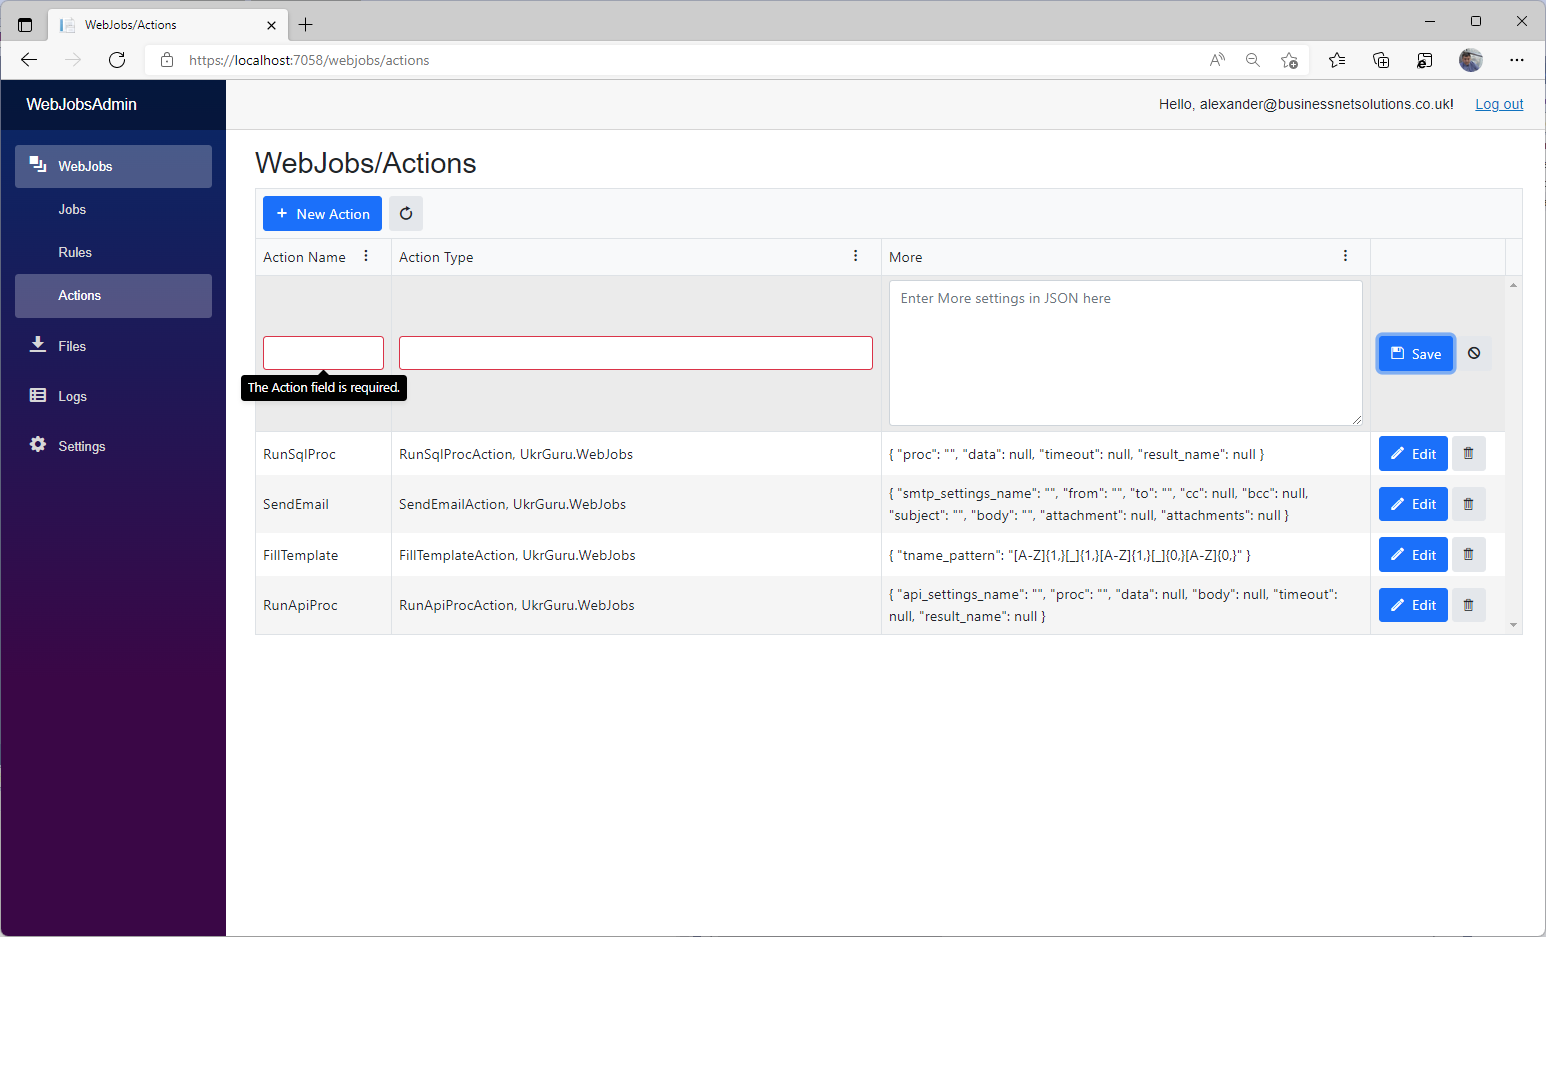 WebJobs/Actions
https://localhost:7058/webjobs/actions
WebJobsAdmin
Hello, alexander@businessnetsolutions.co.uk! Log out
WebJobs
Jobs
Rules
Actions
Files
Logs
Settings
WebJobs/Actions
New Action
Action Name Action Type More
Enter More settings in JSON here
Save
The Action field is required.
RunSqlProc RunSqlProcAction, UkrGuru.WebJobs { "proc": "", "data": null, "timeout": null, "result_name": null } Edit
SendEmail SendEmailAction, UkrGuru.WebJobs { "smtp_settings_name": "", "from": "", "to": "", "cc": null, "bcc": null,
"subject": "", "body": "", "attachment": null, "attachments": null } Edit
FillTemplate FillTemplateAction, UkrGuru.WebJobs { "tname_pattern": "[A-Z]{1,}[_]{1,}[A-Z]{1,}[_]{0,}[A-Z]{0,}" } Edit
RunApiProc RunApiProcAction, UkrGuru.WebJobs { "api_settings_name": "", "proc": "", "data": null, "body": null, "timeout":
null, "result_name": null } Edit